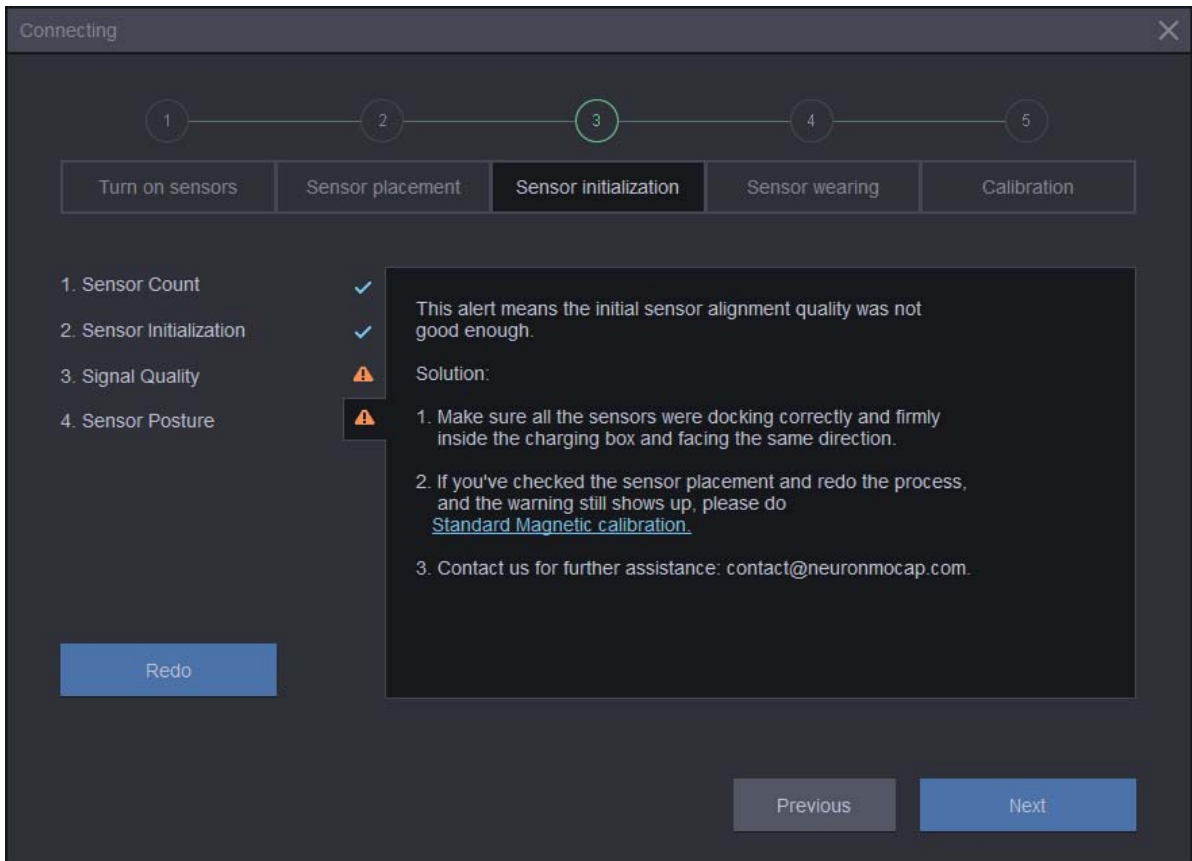 Connecting
1 2 3 4 5
Turn on sensors Sensor placement Sensor initialization Sensor wearing Calibration
1. Sensor Count
2. Sensor Initialization
3. Signal Quality
4. Sensor Posture
This alert means the initial sensor alignment quality was not
good enough.
Solution:
1. Make sure all the sensors were docking correctly and firmly
inside the charging box and facing the same direction.
2. If you've checked the sensor placement and redo the process,
and the warning still shows up, please do
Standard Magnetic calibration.
3. Contact us for further assistance: contact@neuronmocap.com.
Redo
Previous
Next